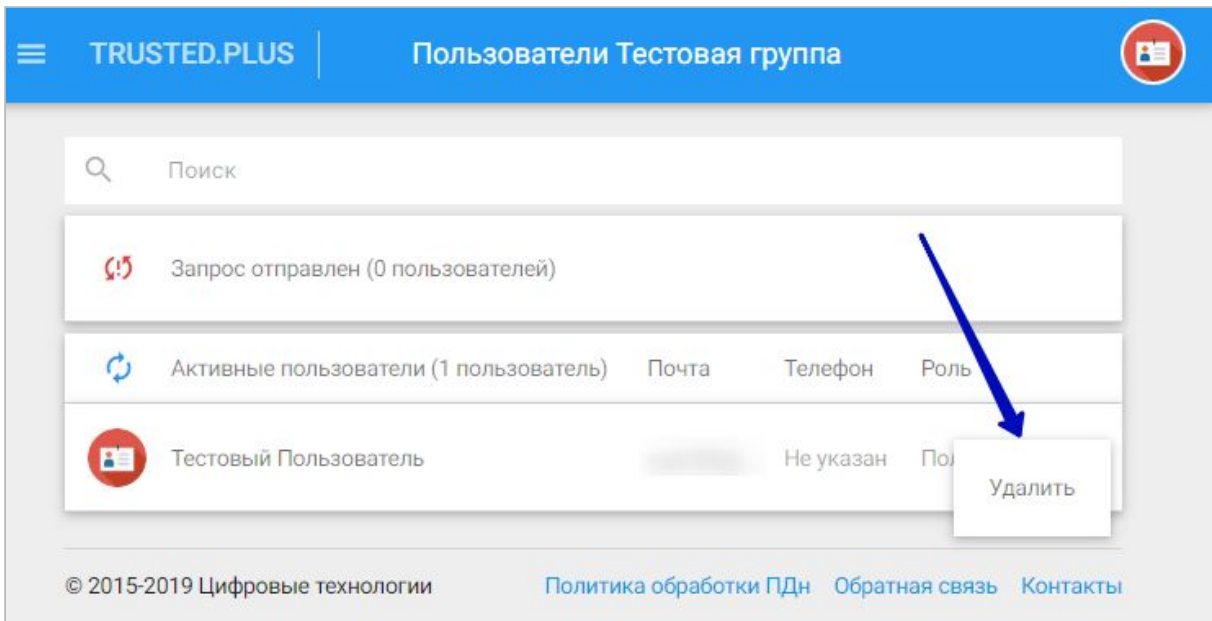 TRUSTED.PLUS Пользователи Тестовая группа
Поиск
Запрос отправлен (0 пользователей)
Активные пользователи (1 пользователь) Почта Телефон Роль
Тестовый Пользователь Не указан
Удалить
© 2015-2019 Цифровые технологии Политика обработки ПДн Обратная связь Контакты